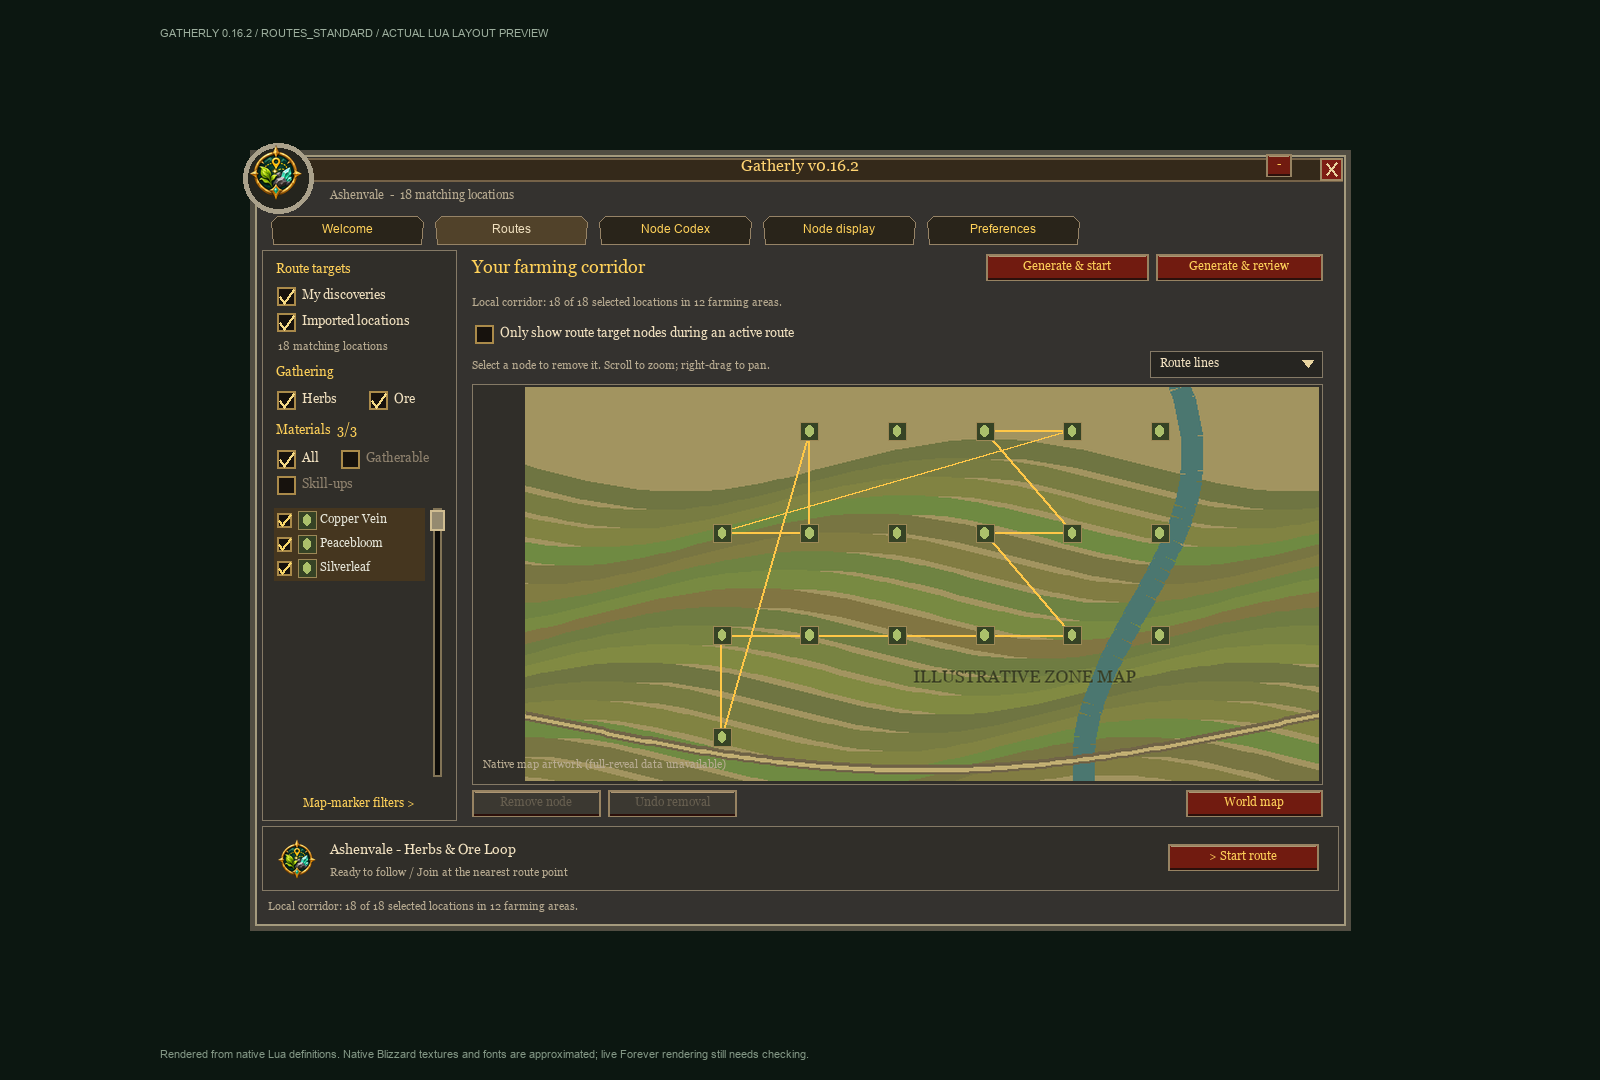 GATHERLY 0.16.2 / ROUTES_STANDARD / ACTUAL LUA LAYOUT PREVIEW
Gatherly v0.16.2
-
X
Ashenvale - 18 matching locations
Welcome
Routes
Node Codex
Node display
Preferences
Route targets
My discoveries
Imported locations
18 matching locations
Gathering
Herbs
Ore
Materials 3/3
All
Gatherable
Skill-ups
Copper Vein
Peacebloom
Silverleaf
Map-marker filters >
Your farming corridor
Generate & start
Generate & review
Local corridor: 18 of 18 selected locations in 12 farming areas.
Only show route target nodes during an active route
Select a node to remove it. Scroll to zoom; right-drag to pan.
Route lines
ILLUSTRATIVE ZONE MAP
Native map artwork (full-reveal data unavailable)
Remove node
Undo removal
World map
Ashenvale - Herbs & Ore Loop
Ready to follow / Join at the nearest route point
> Start route
Local corridor: 18 of 18 selected locations in 12 farming areas.
Rendered from native Lua definitions. Native Blizzard textures and fonts are approximated; live Forever rendering still needs checking.